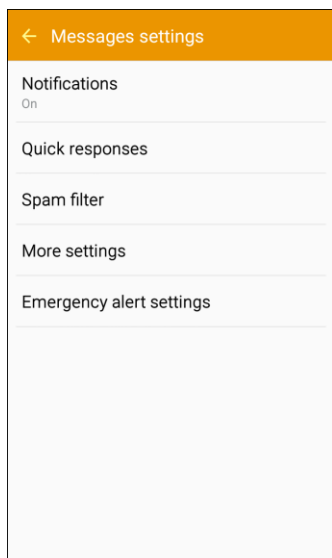 Messages settings
Notifications
On
Quick responses
Spam filter
More settings
Emergency alert settings